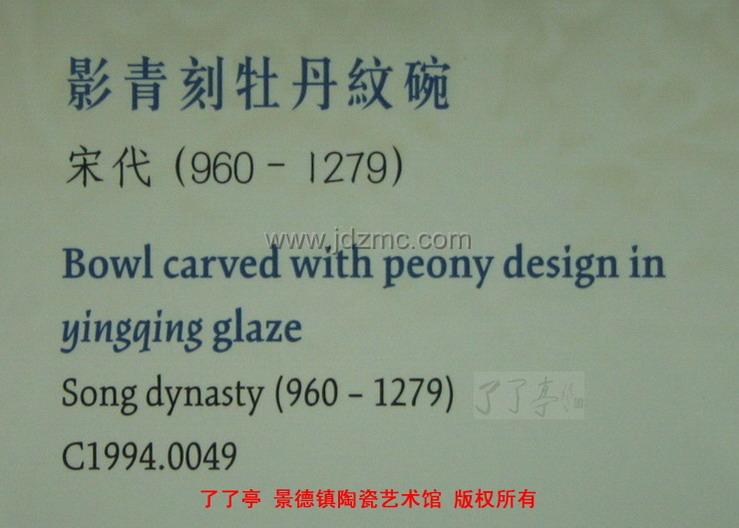 影青刻牡丹紋碗
宋代 (960 - 1279)
www.jdzmc.com
Bowl carved with peony design in
yingqing glaze
Song dynasty (960 – 1279)
了了亭
C1994.0049
了了亭 景德镇陶瓷艺术馆 版权所有